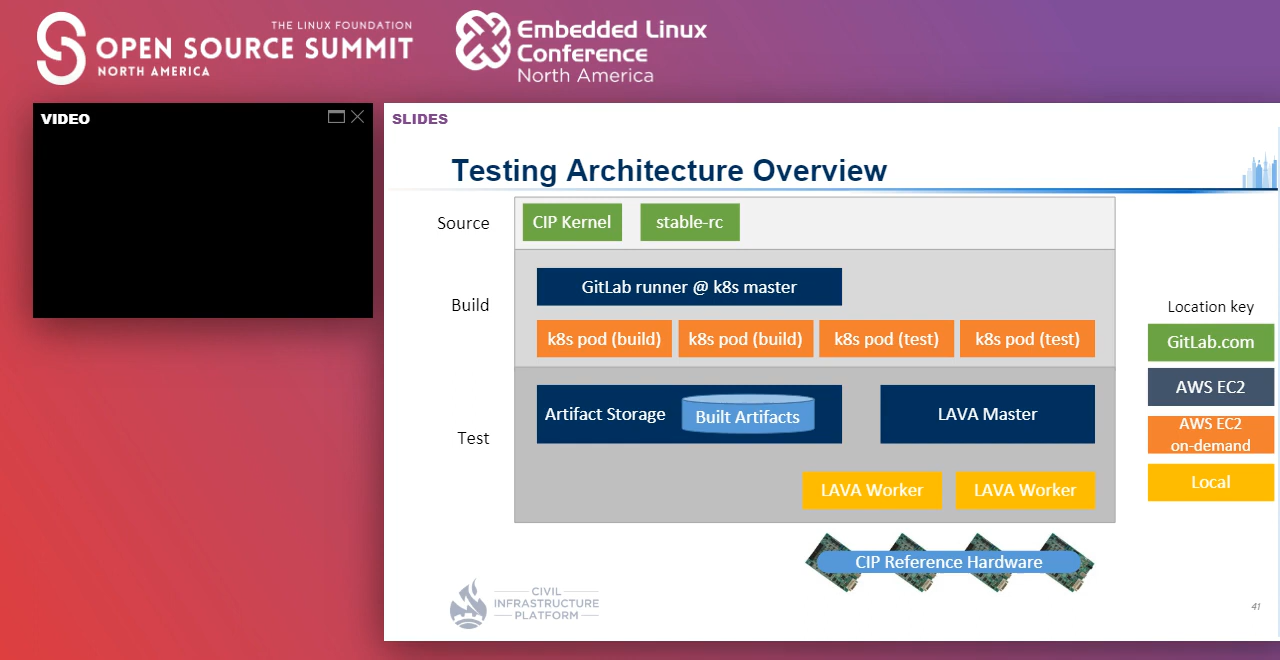 THE LINUX FOUNDATION
OPEN SOURCE SUMMIT
NORTH AMERICA
Embedded Linux
Conference
North America
VIDEO
SLIDES
Testing Architecture Overview
Source
CIP Kernel
stable-rc
Build
GitLab runner @ k8s master
k8s pod (build)
k8s pod (build)
k8s pod (test)
k8s pod (test)
Test
Artifact Storage
Built Artifacts
LAVA Master
LAVA Worker
LAVA Worker
CIP Reference Hardware
Location key
GitLab.com
AWS EC2
AWS EC2
on-demand
Local
CIVIL
INFRASTRUCTURE
PLATFORM
41